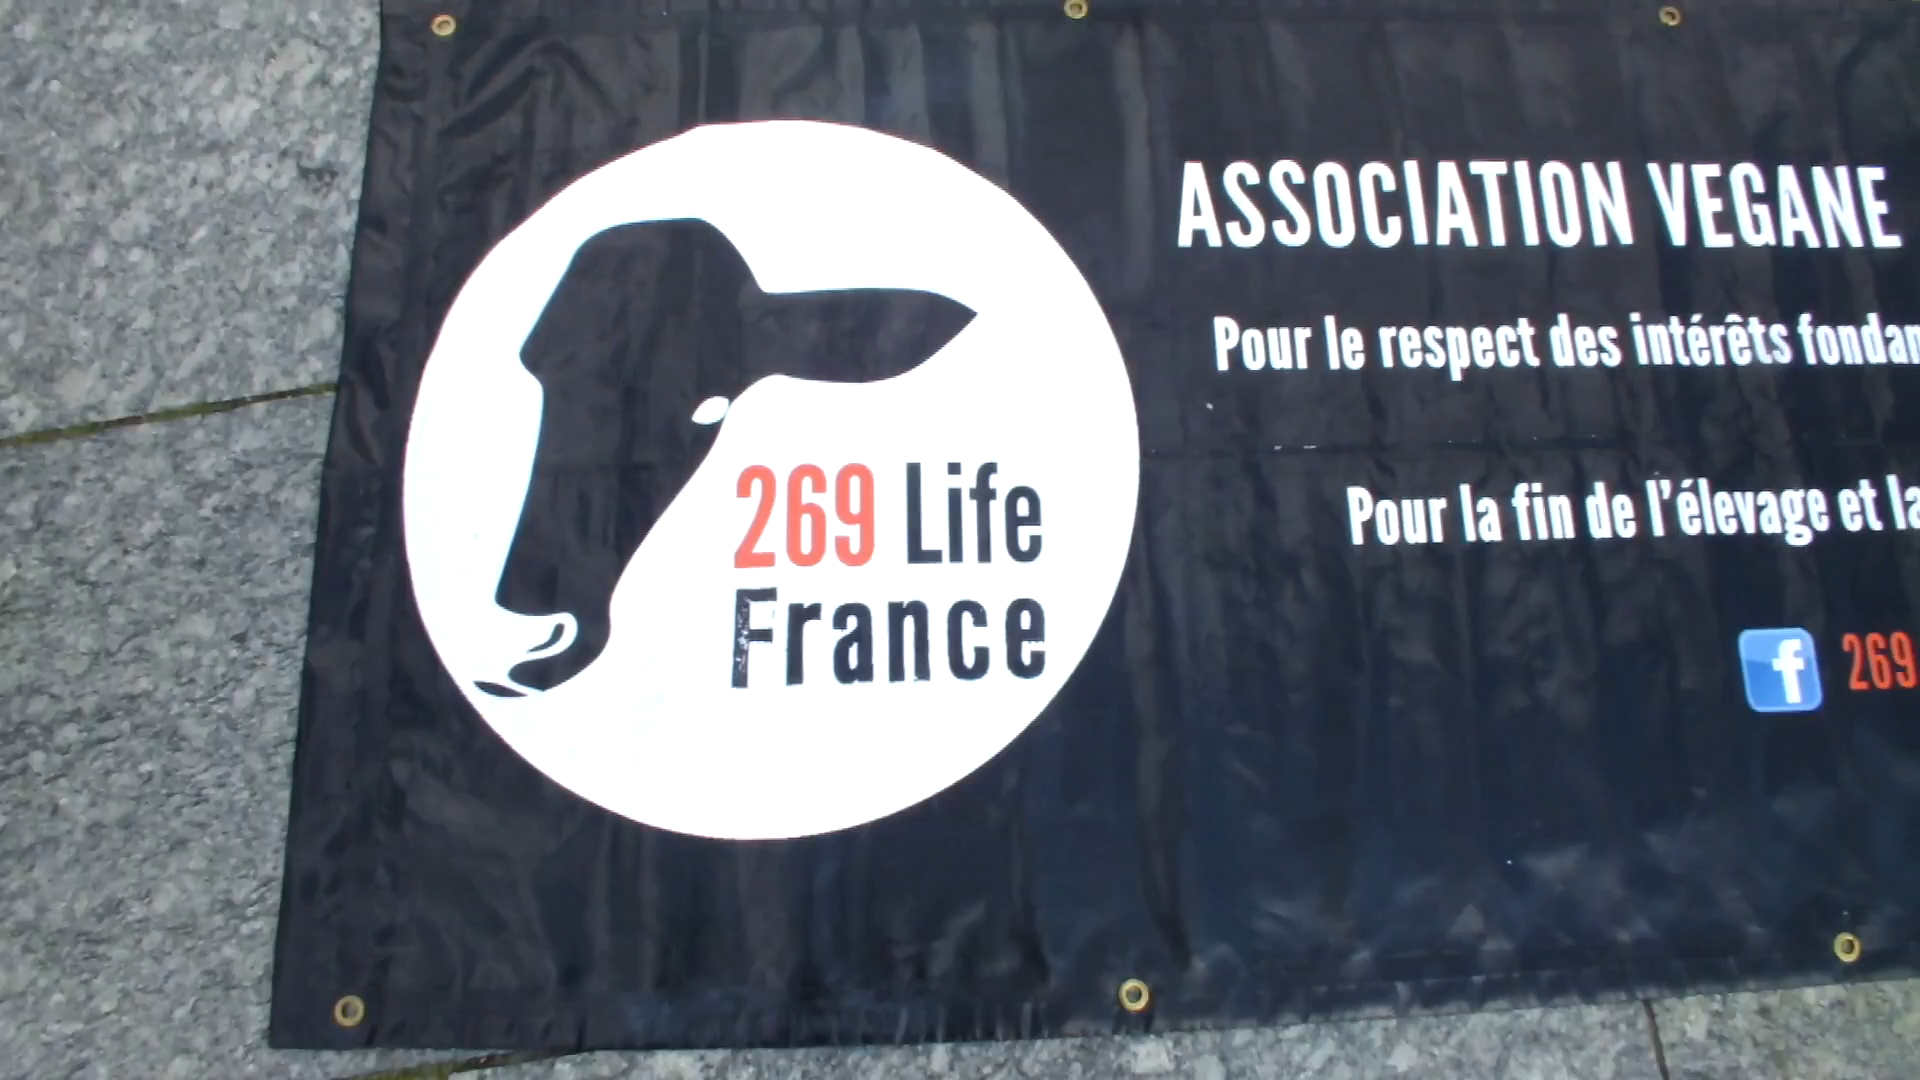 269 Life
France
ASSOCIATION VEGANE
Pour le respect des intérêts
Pour la fin de l'élevage et
f 269